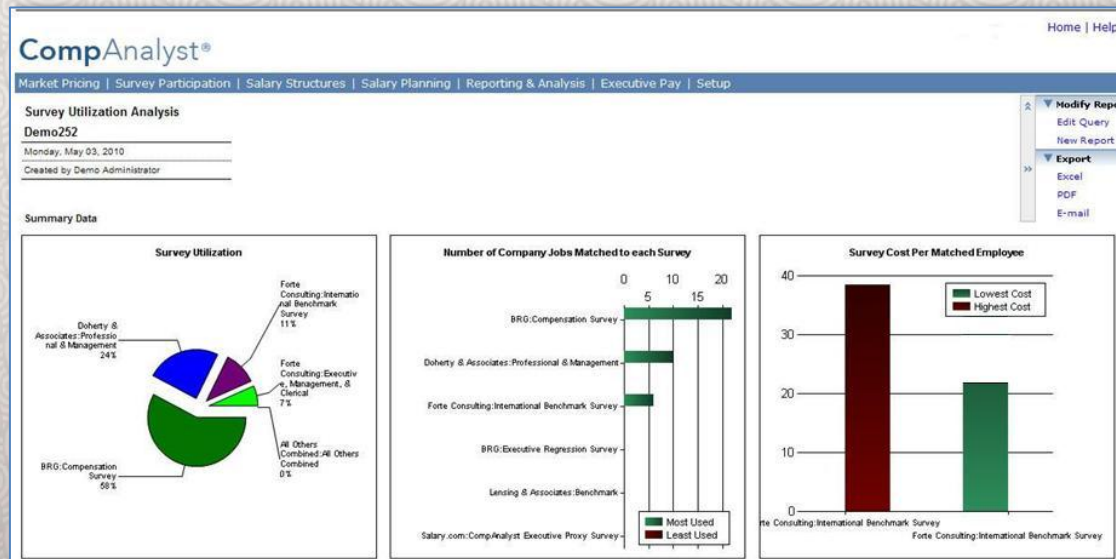 Home | Help
CompAnalyst®
Market Pricing | Survey Participation | Salary Structures | Salary Planning | Reporting & Analysis | Executive Pay | Setup
Survey Utilization Analysis
Demo252
Monday, May 03, 2010
Created by Demo Administrator
Modify Repo
Edit Query
New Report
Export
Excel
PDF
E-mail
Summary Data
Survey Utilization
Forte
Consulting:Internatio
nal Benchmark
Survey
11%
Doherty &
Associates:Professio
nal & Management
24%
Forte
Consulting:Executiv
e, Management, &
Clerical
7%
All Others
Combined:All Others
Combined
0%
BRG:Compensation
Survey
58%
Number of Company Jobs Matched to each Survey
0 10 20
5 15
BRG:Compensation Survey
Doherty & Associates:Professional & Management
Forte Consulting:International Benchmark Survey
BRG:Executive Regression Survey
Lensing & Associates:Benchmark
Salary.com:CompAnalyst Executive Proxy Survey
Most Used
Least Used
Survey Cost Per Matched Employee
40
30
20
10
0
Lowest Cost
Highest Cost
rte Consulting:International Benchmark Survey
Forte Consulting:International Benchmark Survey